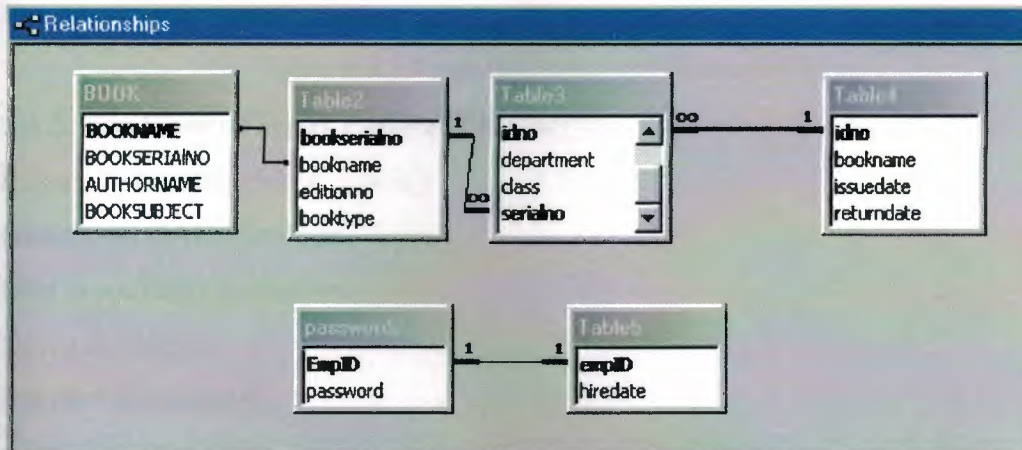 Relationships
BOOK
BOOKNAME
BOOKSERIAlNO
AUTHORNAME
BOOKSUBJECT
Table2
bookserialno
bookname
editionno
booktype
1
∞
Table3
idno
department
class
serialno
∞
1
Table4
idno
bookname
issuedate
returndate
password
EmpID
password
1
1
Table5
empID
hiredate